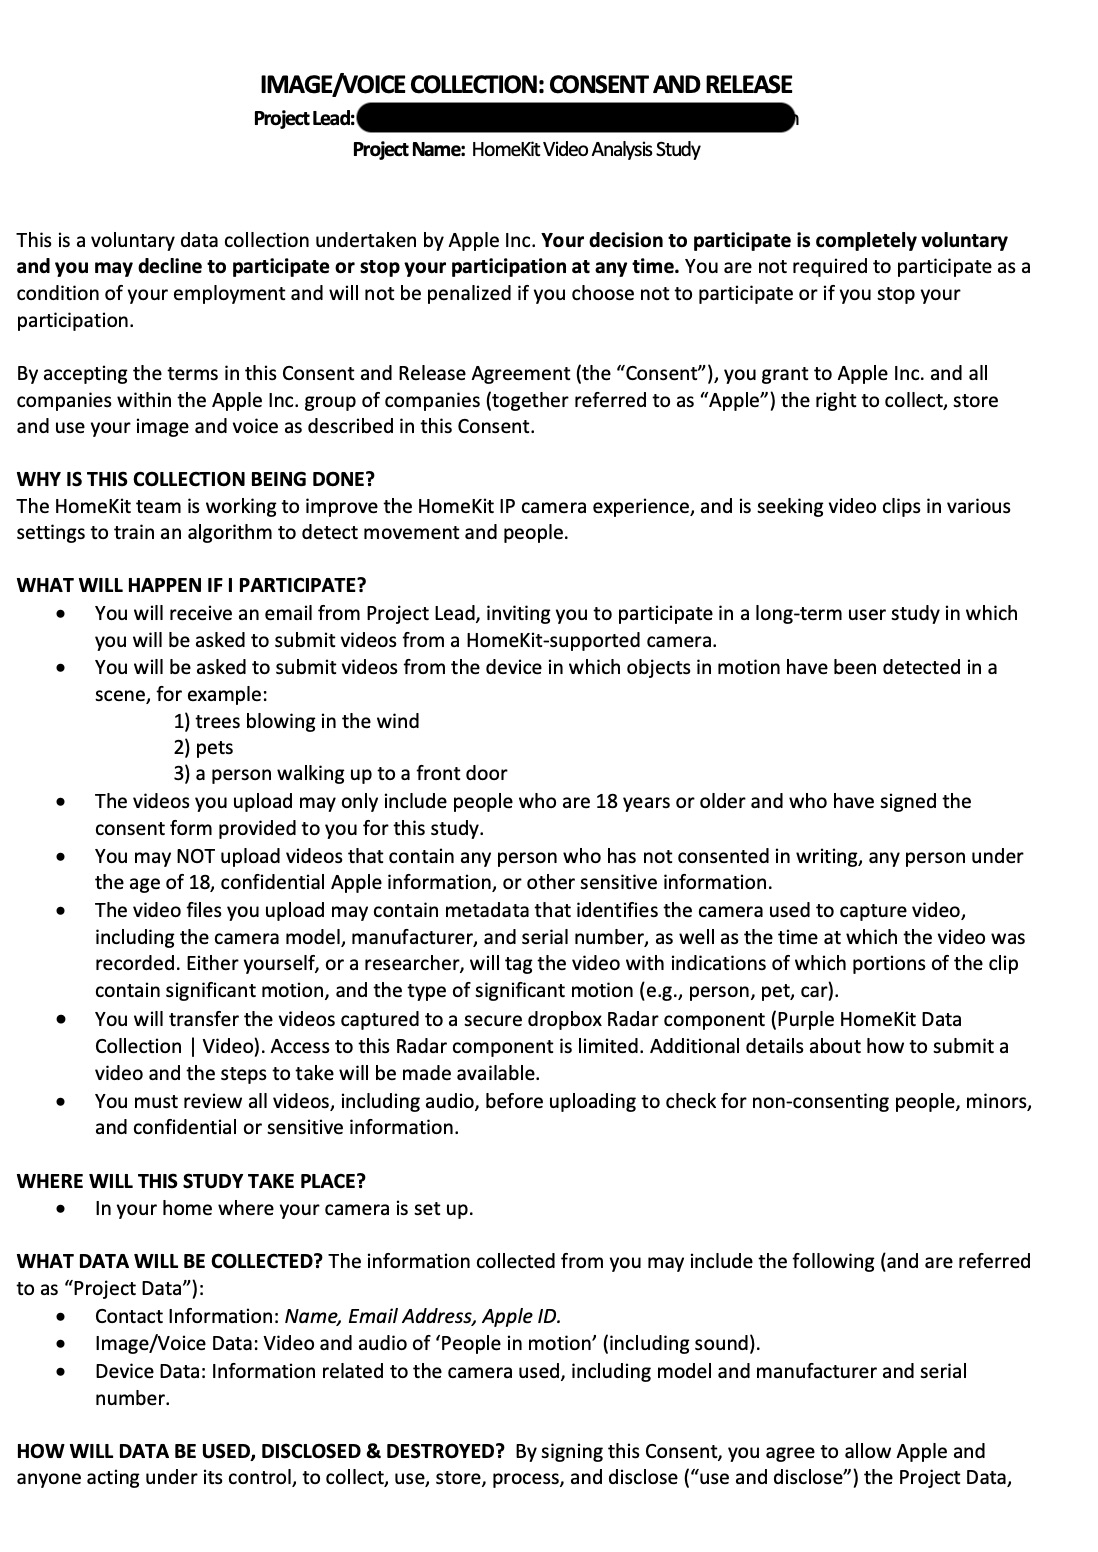 IMAGE/VOICE COLLECTION: CONSENT AND RELEASE
Project Lead:
Project Name: HomeKit Video Analysis Study
This is a voluntary data collection undertaken by Apple Inc. Your decision to participate is completely voluntary
and you may decline to participate or stop your participation at any time. You are not required to participate as a
condition of your employment and will not be penalized if you choose not to participate or if you stop your
participation.
By accepting the terms in this Consent and Release Agreement (the “Consent”), you grant to Apple Inc. and all
companies within the Apple Inc. group of companies (together referred to as “Apple”) the right to collect, store
and use your image and voice as described in this Consent.
WHY IS THIS COLLECTION BEING DONE?
The HomeKit team is working to improve the HomeKit IP camera experience, and is seeking video clips in various
settings to train an algorithm to detect movement and people.
WHAT WILL HAPPEN IF I PARTICIPATE?
• You will receive an email from Project Lead, inviting you to participate in a long-term user study in which
you will be asked to submit videos from a HomeKit-supported camera.
• You will be asked to submit videos from the device in which objects in motion have been detected in a
scene, for example:
1) trees blowing in the wind
2) pets
3) a person walking up to a front door
• The videos you upload may only include people who are 18 years or older and who have signed the
consent form provided to you for this study.
• You may NOT upload videos that contain any person who has not consented in writing, any person under
the age of 18, confidential Apple information, or other sensitive information.
• The video files you upload may contain metadata that identifies the camera used to capture video,
including the camera model, manufacturer, and serial number, as well as the time at which the video was
recorded. Either yourself, or a researcher, will tag the video with indications of which portions of the clip
contain significant motion, and the type of significant motion (e.g., person, pet, car).
• You will transfer the videos captured to a secure dropbox Radar component (Purple HomeKit Data
Collection | Video). Access to this Radar component is limited. Additional details about how to submit a
video and the steps to take will be made available.
• You must review all videos, including audio, before uploading to check for non-consenting people, minors,
and confidential or sensitive information.
WHERE WILL THIS STUDY TAKE PLACE?
• In your home where your camera is set up.
WHAT DATA WILL BE COLLECTED? The information collected from you may include the following (and are referred
to as “Project Data”):
• Contact Information: Name, Email Address, Apple ID.
• Image/Voice Data: Video and audio of ‘People in motion’ (including sound).
• Device Data: Information related to the camera used, including model and manufacturer and serial
number.
HOW WILL DATA BE USED, DISCLOSED & DESTROYED? By signing this Consent, you agree to allow Apple and
anyone acting under its control, to collect, use, store, process, and disclose (“use and disclose”) the Project Data,